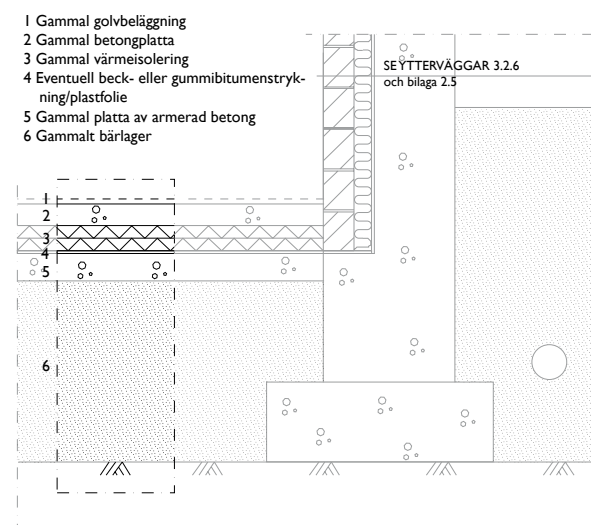 1 Gammal golvbeläggning
2 Gammal betongplatta
3 Gammal värmeisolering
4 Eventuell beck- eller gummibitumenstryk-
ning/plastfolie
5 Gammal platta av armerad betong
6 Gammalt bärlager
SE YTTERVÄGGAR 3.2.6
och bilaga 2.5
1
2
3
4
5
6